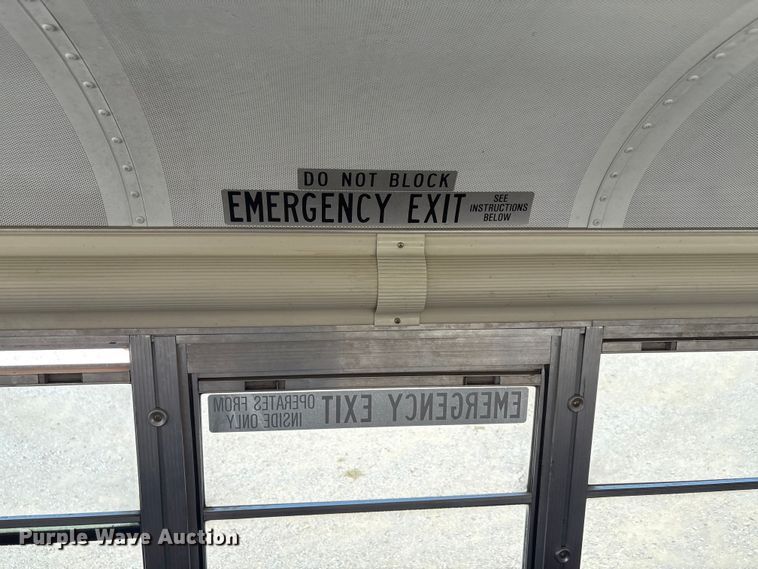 DO NOT BLOCK
EMERGENCY EXIT SEE INSTRUCTIONS BELOW
EMERGENCY EXIT OPERATES FROM INSIDE ONLY
Purple Wave Auction